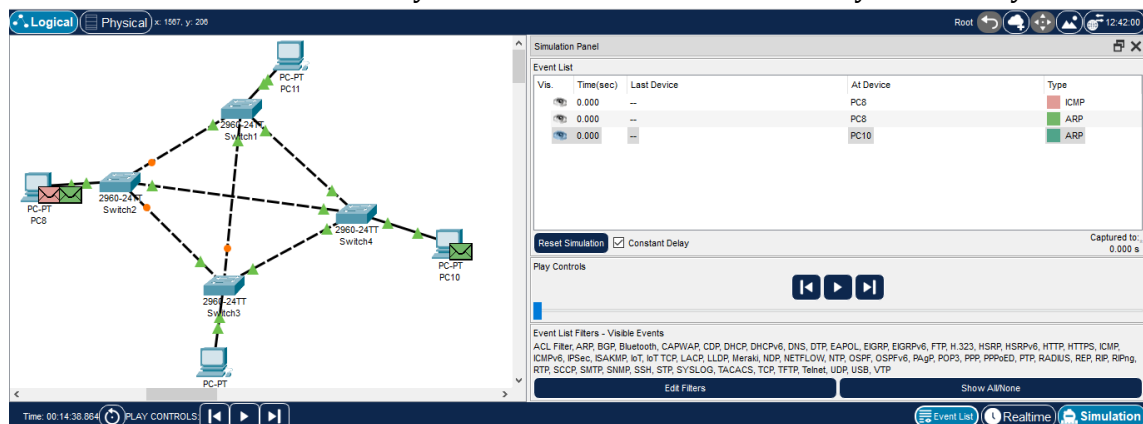 Logical Physical x: 1567, y: 206 Root 12:42:00
Simulation Panel
Event List
Vis. Time(sec) Last Device At Device Type
0.000 -- PC8 ICMP
0.000 -- PC8 ARP
0.000 -- PC10 ARP
Reset Simulation Constant Delay Captured to:
0.000 s
Play Controls
Event List Filters - Visible Events
ACL Filter, ARP, BGP, Bluetooth, CAPWAP, CDP, DHCP, DHCPv6, DNS, DTP, EAPOL, EIGRP, EIGRPv6, FTP, H.323, HSRP, HSRPv6, HTTP, HTTPS, ICMP,
ICMPv6, IPSec, ISAKMP, IoT, IoT TCP, LACP, LLDP, Meraki, NDP, NETFLOW, NTP, OSPF, OSPFv6, PAgP, POP3, PPP, PPPoED, PTP, RADIUS, REP, RIP, RIPng,
RTP, SCCP, SMTP, SNMP, SSH, STP, SYSLOG, TACACS, TCP, TFTP, Telnet, UDP, USB, VTP
Edit Filters Show All/None
PC-PT
PC11
2960-24TT
Switch1
PC-PT
PC8
2960-24TT
Switch2
2960-24TT
Switch4
PC-PT
PC10
2960-24TT
Switch3
PC-PT
Time: 00:14:38.864 PLAY CONTROLS: Event List Realtime Simulation